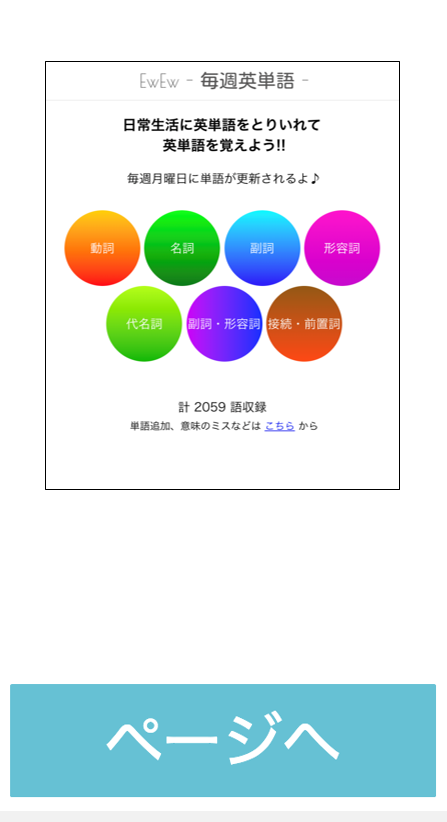 EwEw - 毎週英単語 -
日常生活に英単語をとりいれて
英単語を覚えよう!!
毎週月曜日に単語が更新されるよ♪
動詞 名詞 副詞 形容詞
代名詞 副詞・形容詞 接続・前置詞
計 2059 語収録
単語追加、意味のミスなどは こちら から
ページへ